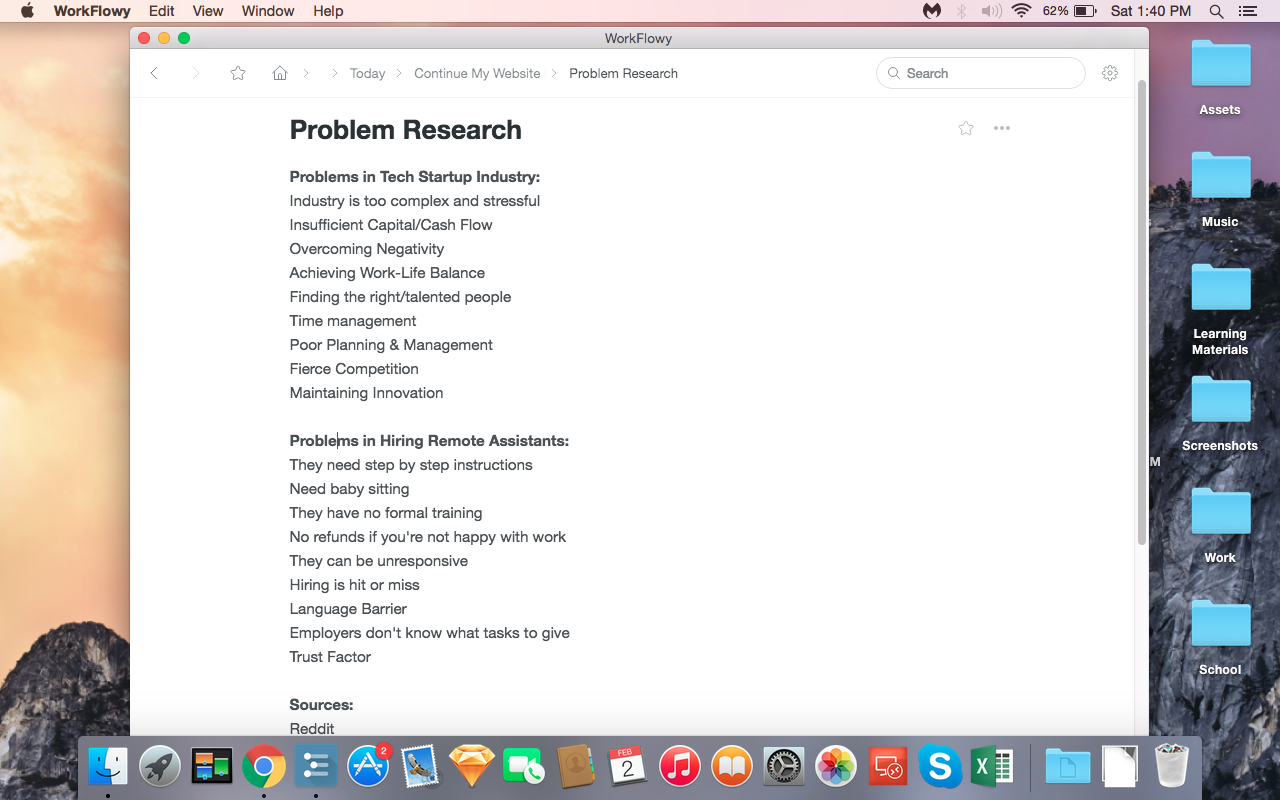 WorkFlowy Edit View Window Help 62% Sat 1:40 PM
WorkFlowy
Today Continue My Website Problem Research
Search
Problem Research
Problems in Tech Startup Industry:
Industry is too complex and stressful
Insufficient Capital/Cash Flow
Overcoming Negativity
Achieving Work-Life Balance
Finding the right/talented people
Time management
Poor Planning & Management
Fierce Competition
Maintaining Innovation
Problems in Hiring Remote Assistants:
They need step by step instructions
Need baby sitting
They have no formal training
No refunds if you're not happy with work
They can be unresponsive
Hiring is hit or miss
Language Barrier
Employers don't know what tasks to give
Trust Factor
Sources:
Reddit
Assets
Music
Learning
Materials
Screenshots
M
Work
School
2
FEB
2
S
X